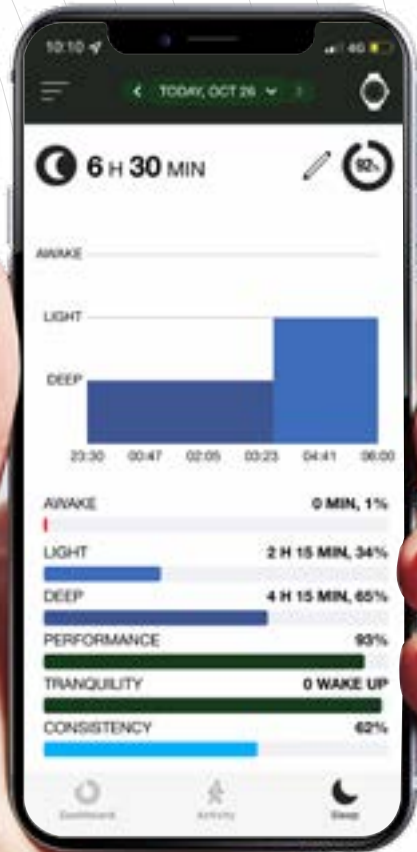 10:10 4G
TODAY, OCT 26
6 H 30 MIN 92%
AWAKE
LIGHT
DEEP
23:30 00:47 02:05 03:23 04:41 06:00
AWAKE 0 MIN, 1%
LIGHT 2 H 15 MIN, 34%
DEEP 4 H 15 MIN, 65%
PERFORMANCE 93%
TRANQUILITY 0 WAKE UP
CONSISTENCY 62%
Dashboard Activity Sleep